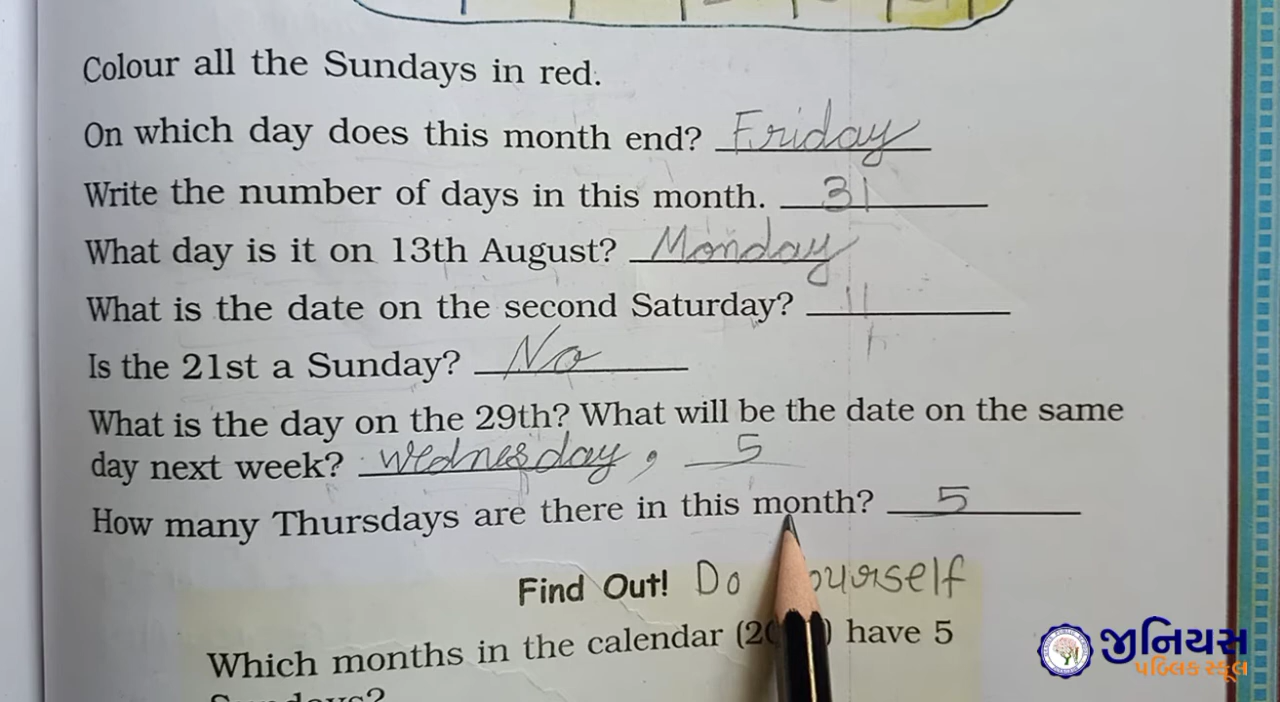 Colour all the Sundays in red.
On which day does this month end? Friday
Write the number of days in this month. 31
What day is it on 13th August? Monday
What is the date on the second Saturday? 11
Is the 21st a Sunday? No
What is the day on the 29th? What will be the date on the same
day next week? Wednesday, 5
How many Thursdays are there in this month? 5
Find Out! Do ourself
Which months in the calendar (20 ) have 5
Sundays?
જીનિયસ
પબ્લિક સ્કૂલ